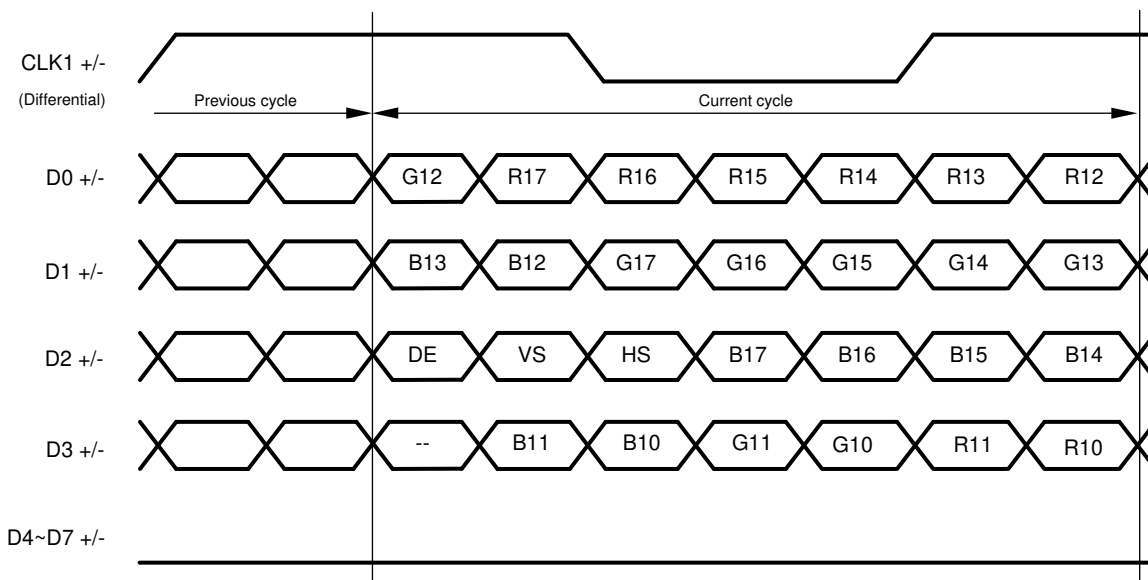 CLK1 +/-
(Differential)
Previous cycle Current cycle
D0 +/- G12 R17 R16 R15 R14 R13 R12
D1 +/- B13 B12 G17 G16 G15 G14 G13
D2 +/- DE VS HS B17 B16 B15 B14
D3 +/- -- B11 B10 G11 G10 R11 R10
D4~D7 +/-